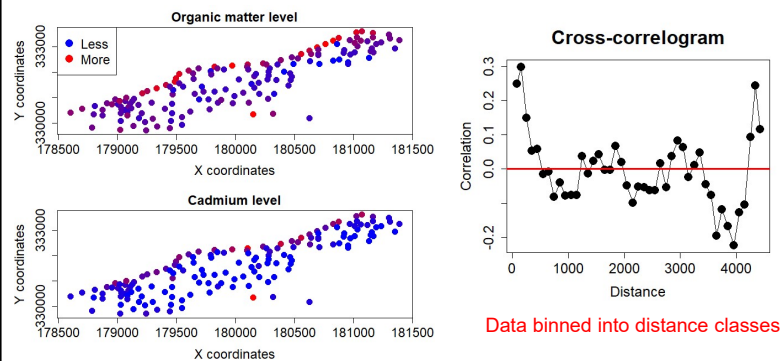 Organic matter level
Less
More
Y coordinates
333000
330000
178500 179000 179500 180000 180500 181000 181500
X coordinates
Cadmium level
Y coordinates
333000
330000
178500 179000 179500 180000 180500 181000 181500
X coordinates
Cross-correlogram
Correlation
0.3
0.2
0.1
0.0
-0.2
0 1000 2000 3000 4000
Distance
Data binned into distance classes